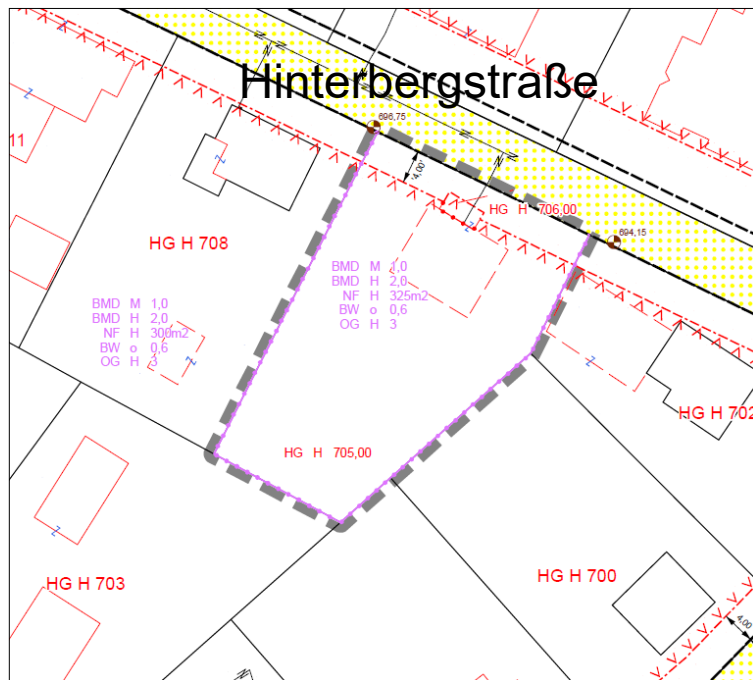 Hinterbergstraße
696,75
11
'4,00'
HG H 706,00
694,15
HG H 708
BMD M 1,0
BMD H 2,0
NF H 325m2
BW o 0,6
OG H 3
BMD M 1,0
BMD H 2,0
NF H 300m2
BW o 0,6
OG H 3
HG H 702
HG H 705,00
HG H 703
HG H 700
4,00